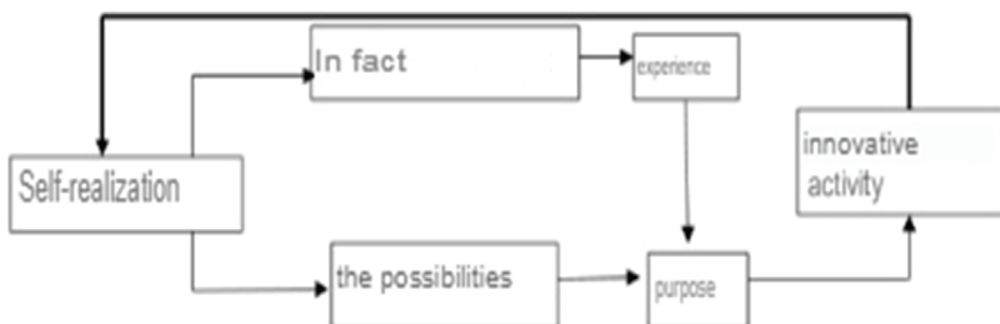 In fact
experience
innovative
activity
Self-realization
the possibilities
purpose